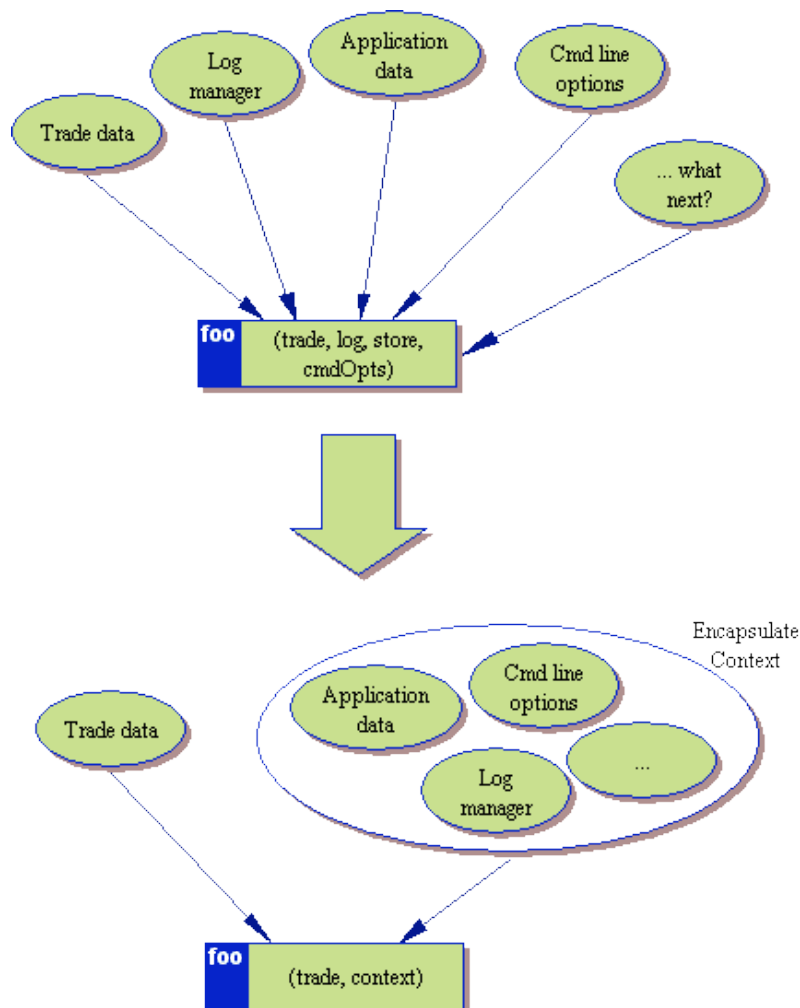 Application
data
Log
manager
Cmd line
options
Trade data
... what
next?
foo
(trade, log, store,
cmdOpts)
Encapsulate
Context
Cmd line
options
Application
data
Trade data
...
Log
manager
foo
(trade, context)